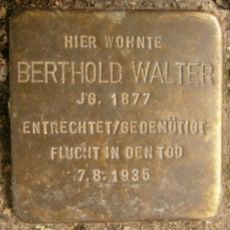 HIER WOHNTE
BERTHOLD WALTER
JG. 1877
ENTRECHTET/GEDEMÜTIGT
FLUCHT IN DEN TOD
7.8.1935